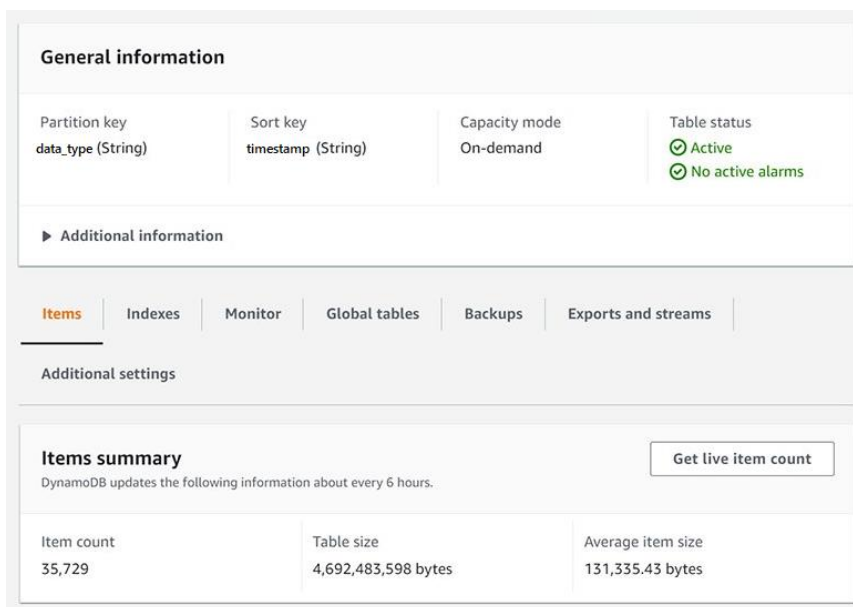 General information
Partition key
data_type (String)
Sort key
timestamp (String)
Capacity mode
On-demand
Table status
Active
No active alarms
Additional information
Items
Indexes
Monitor
Global tables
Backups
Exports and streams
Additional settings
Items summary
Get live item count
DynamoDB updates the following information about every 6 hours.
Item count
35,729
Table size
4,692,483,598 bytes
Average item size
131,335.43 bytes